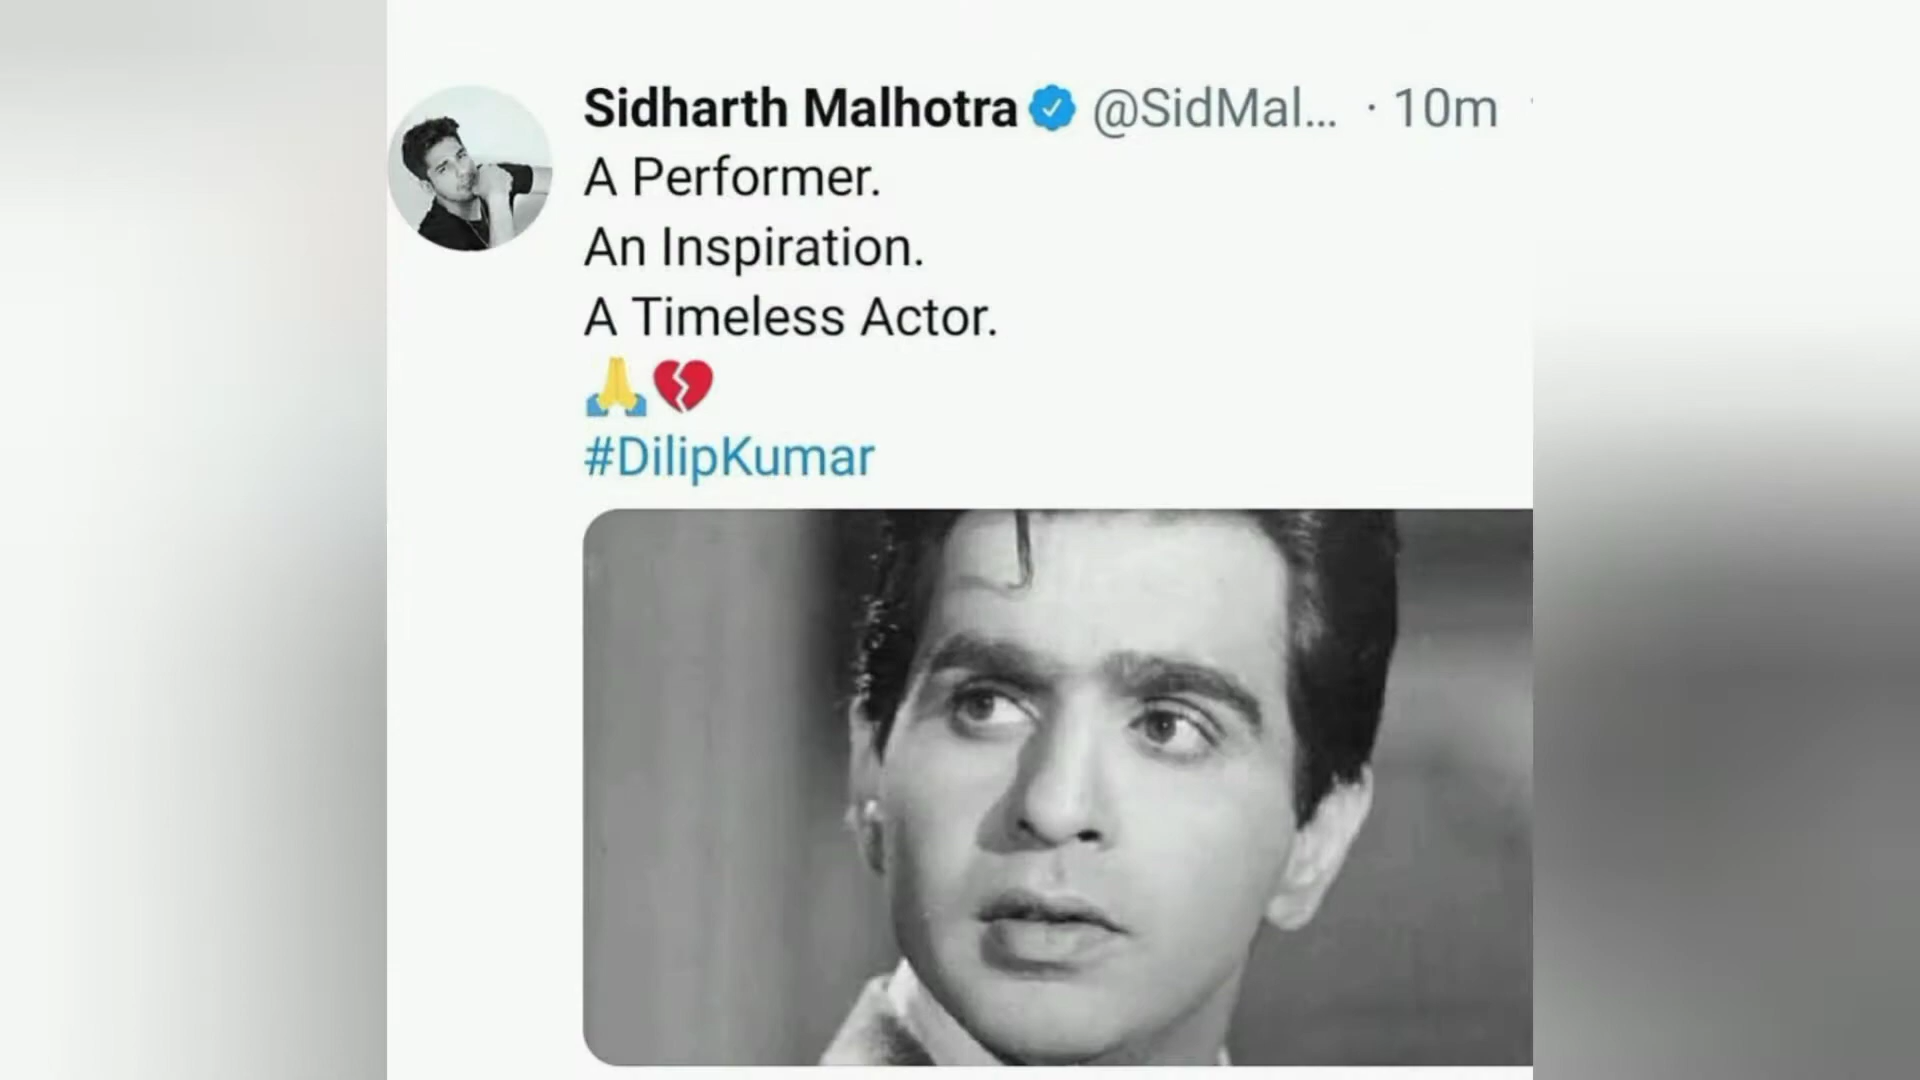 Sidharth Malhotra @SidMal... · 10m
A Performer.
An Inspiration.
A Timeless Actor.
🙏💔
#DilipKumar